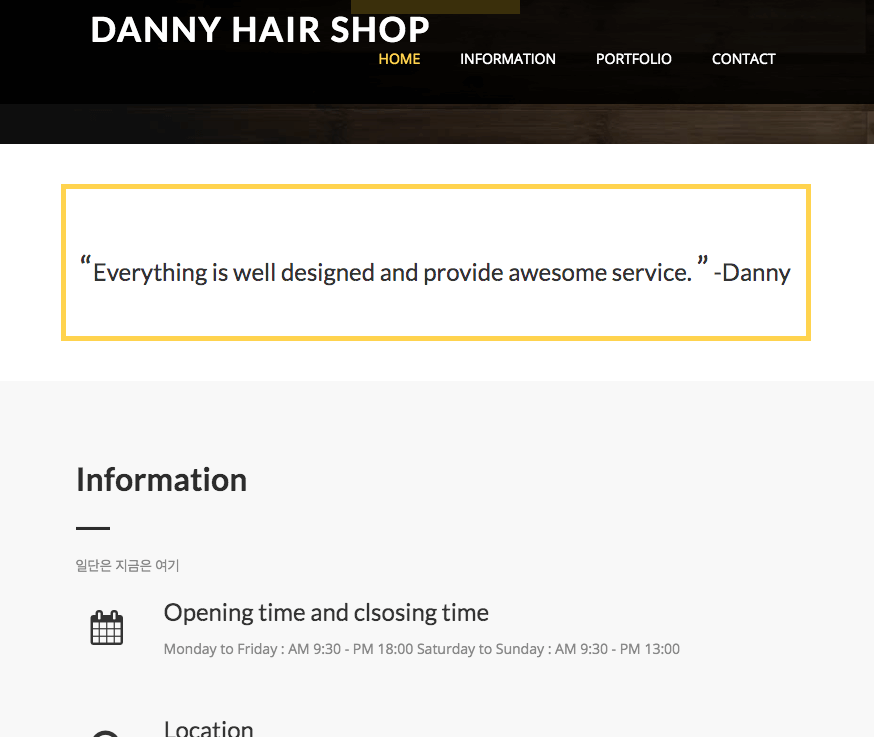 DANNY HAIR SHOP
HOME INFORMATION PORTFOLIO CONTACT
“Everything is well designed and provide awesome service. ” -Danny
Information
일단은 지금은 여기
Opening time and clsosing time
Monday to Friday : AM 9:30 - PM 18:00 Saturday to Sunday : AM 9:30 - PM 13:00
Location